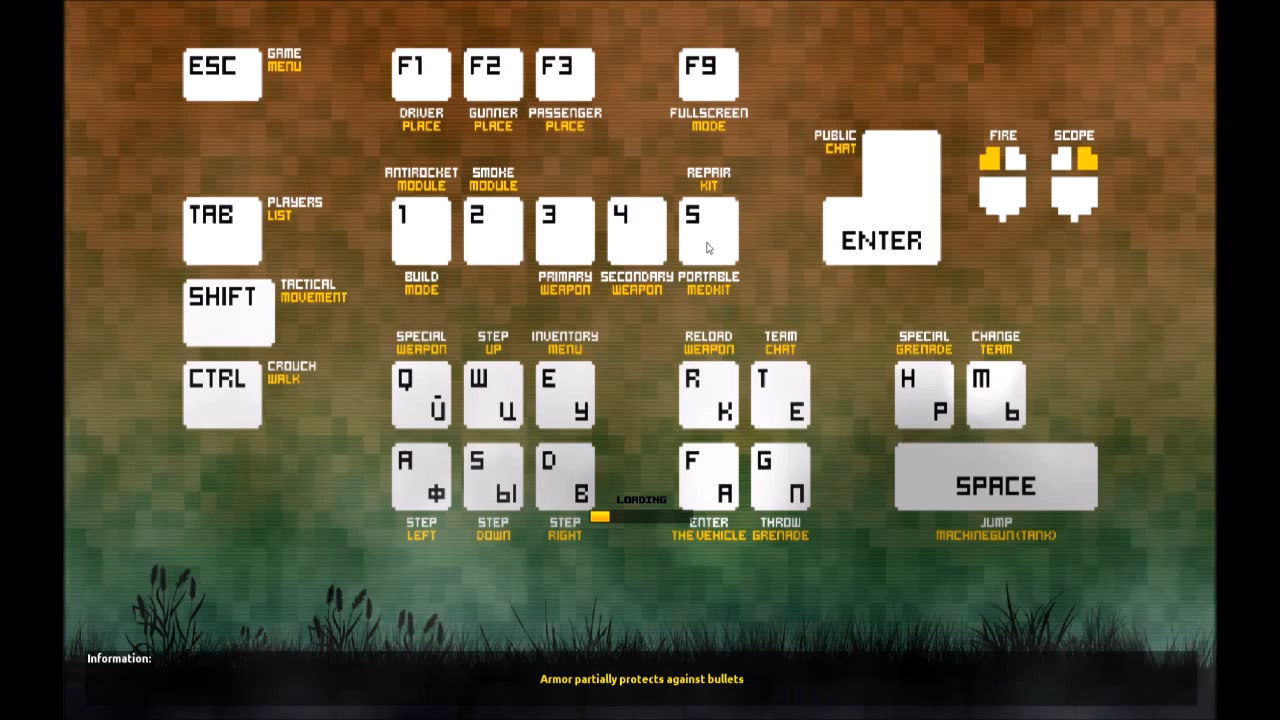 ESC
GAME
MENU
F1
F2
F3
F9
DRIVER
PLACE
GUNNER
PLACE
PASSENGER
PLACE
FULLSCREEN
MODE
PUBLIC
CHAT
FIRE
SCOPE
ANTIROCKET
MODULE
SMOKE
MODULE
REPAIR
KIT
TAB
PLAYERS
LIST
1
2
3
4
5
ENTER
BUILD
MODE
PRIMARY
WEAPON
SECONDARY
WEAPON
PORTABLE
MEDKIT
SHIFT
TACTICAL
MOVEMENT
SPECIAL
WEAPON
STEP
UP
INVENTORY
MENU
RELOAD
WEAPON
TEAM
CHAT
SPECIAL
GRENADE
CHANGE
TEAM
CTRL
CROUCH
WALK
Q Й
W Ц
E У
R К
T Е
H Р
M Ь
A Ф
S Ы
D В
F А
G П
SPACE
LOADING
STEP
LEFT
STEP
DOWN
STEP
RIGHT
ENTER
THE VEHICLE
THROW
GRENADE
JUMP
MACHINEGUN(TANK)
Information:
Armor partially protects against bullets